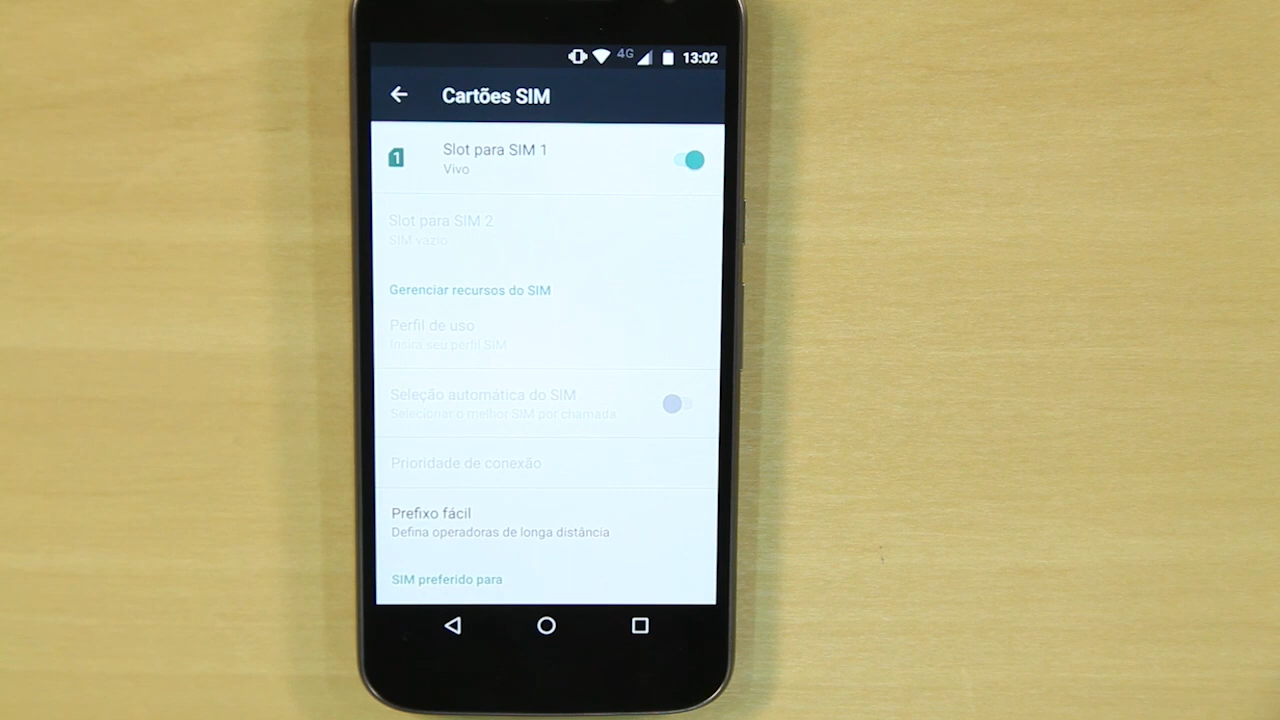 4G 13:02
Cartões SIM
1 Slot para SIM 1
Vivo
Slot para SIM 2
SIM vazio
Gerenciar recursos do SIM
Perfil de uso
Insira seu perfil SIM
Seleção automática do SIM
Selecionar o melhor SIM por chamada
Prioridade de conexão
Prefixo fácil
Defina operadoras de longa distância
SIM preferido para